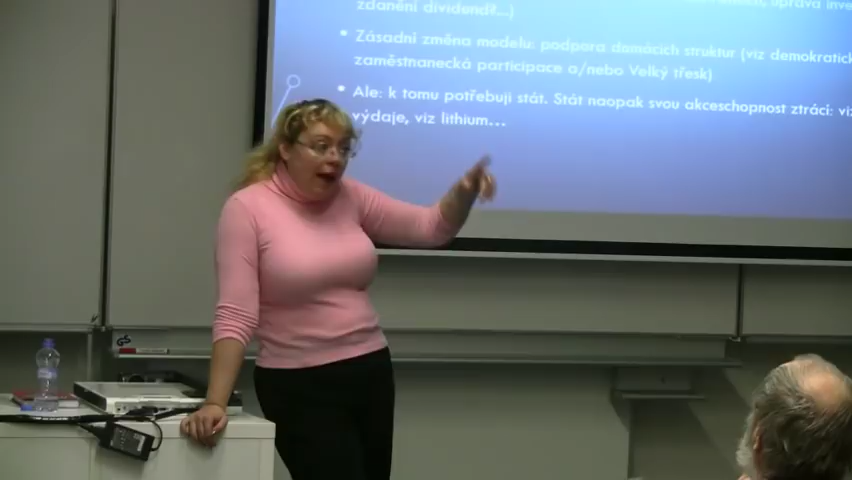 zdanění dividend?...)
• Zásadní změna modelu: podpora domácích struktur (viz demokratick
zaměstnanecká participace a/nebo Velký třesk)
• Ale: k tomu potřebuji stát. Stát naopak svou akceschopnost ztrácí: viz
výdaje, viz lithium...